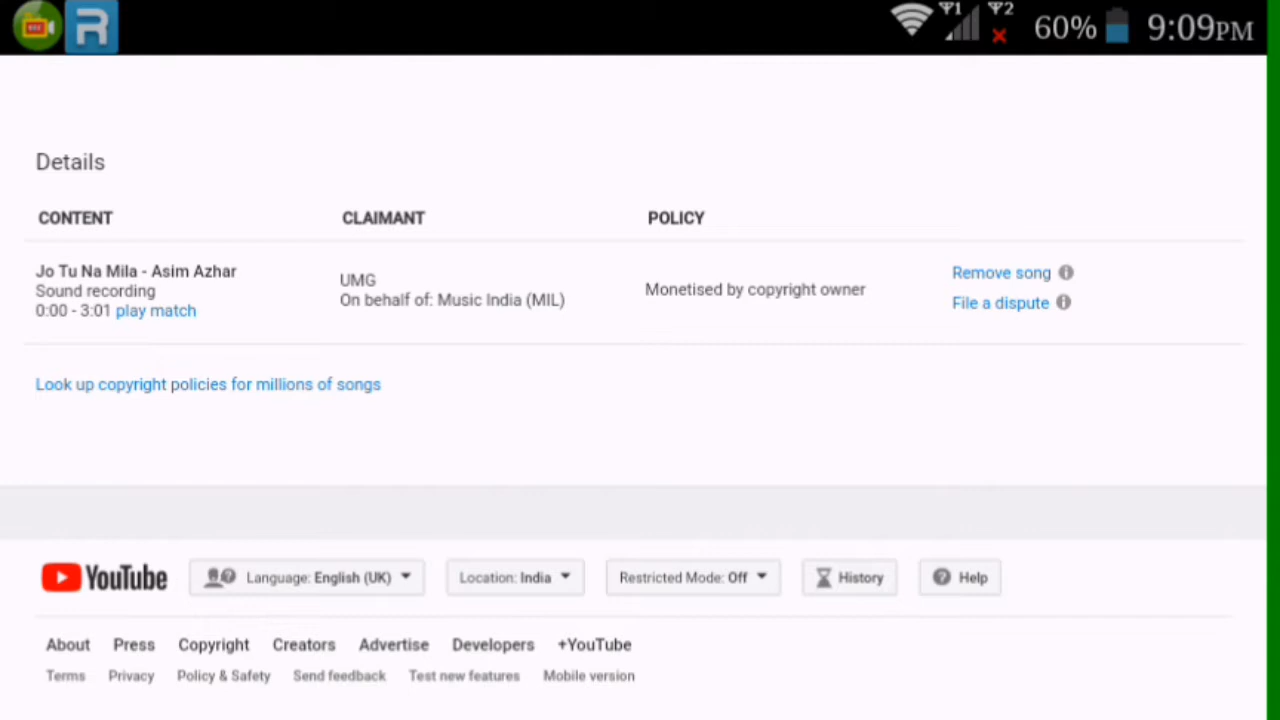 1 2 60% 9:09PM
Details
CONTENT CLAIMANT POLICY
Jo Tu Na Mila - Asim Azhar
Sound recording
0:00 - 3:01 play match
UMG
On behalf of: Music India (MIL)
Monetised by copyright owner
Remove song
File a dispute
Look up copyright policies for millions of songs
YouTube Language: English (UK) Location: India Restricted Mode: Off History Help
About Press Copyright Creators Advertise Developers +YouTube
Terms Privacy Policy & Safety Send feedback Test new features Mobile version